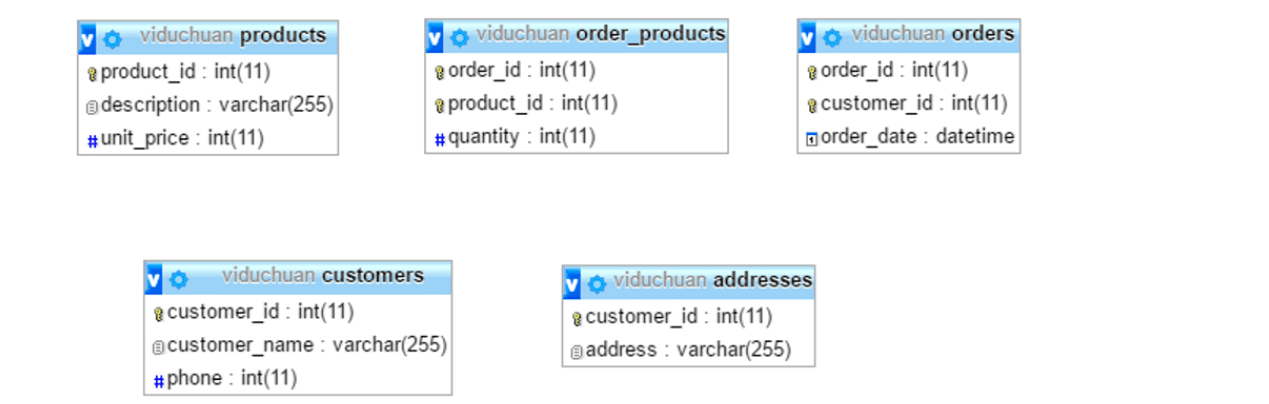 viduchuan products
product_id : int(11)
description : varchar(255)
unit_price : int(11)
viduchuan order_products
order_id : int(11)
product_id : int(11)
quantity : int(11)
viduchuan orders
order_id : int(11)
customer_id : int(11)
order_date : datetime
viduchuan customers
customer_id : int(11)
customer_name : varchar(255)
phone : int(11)
viduchuan addresses
customer_id : int(11)
address : varchar(255)